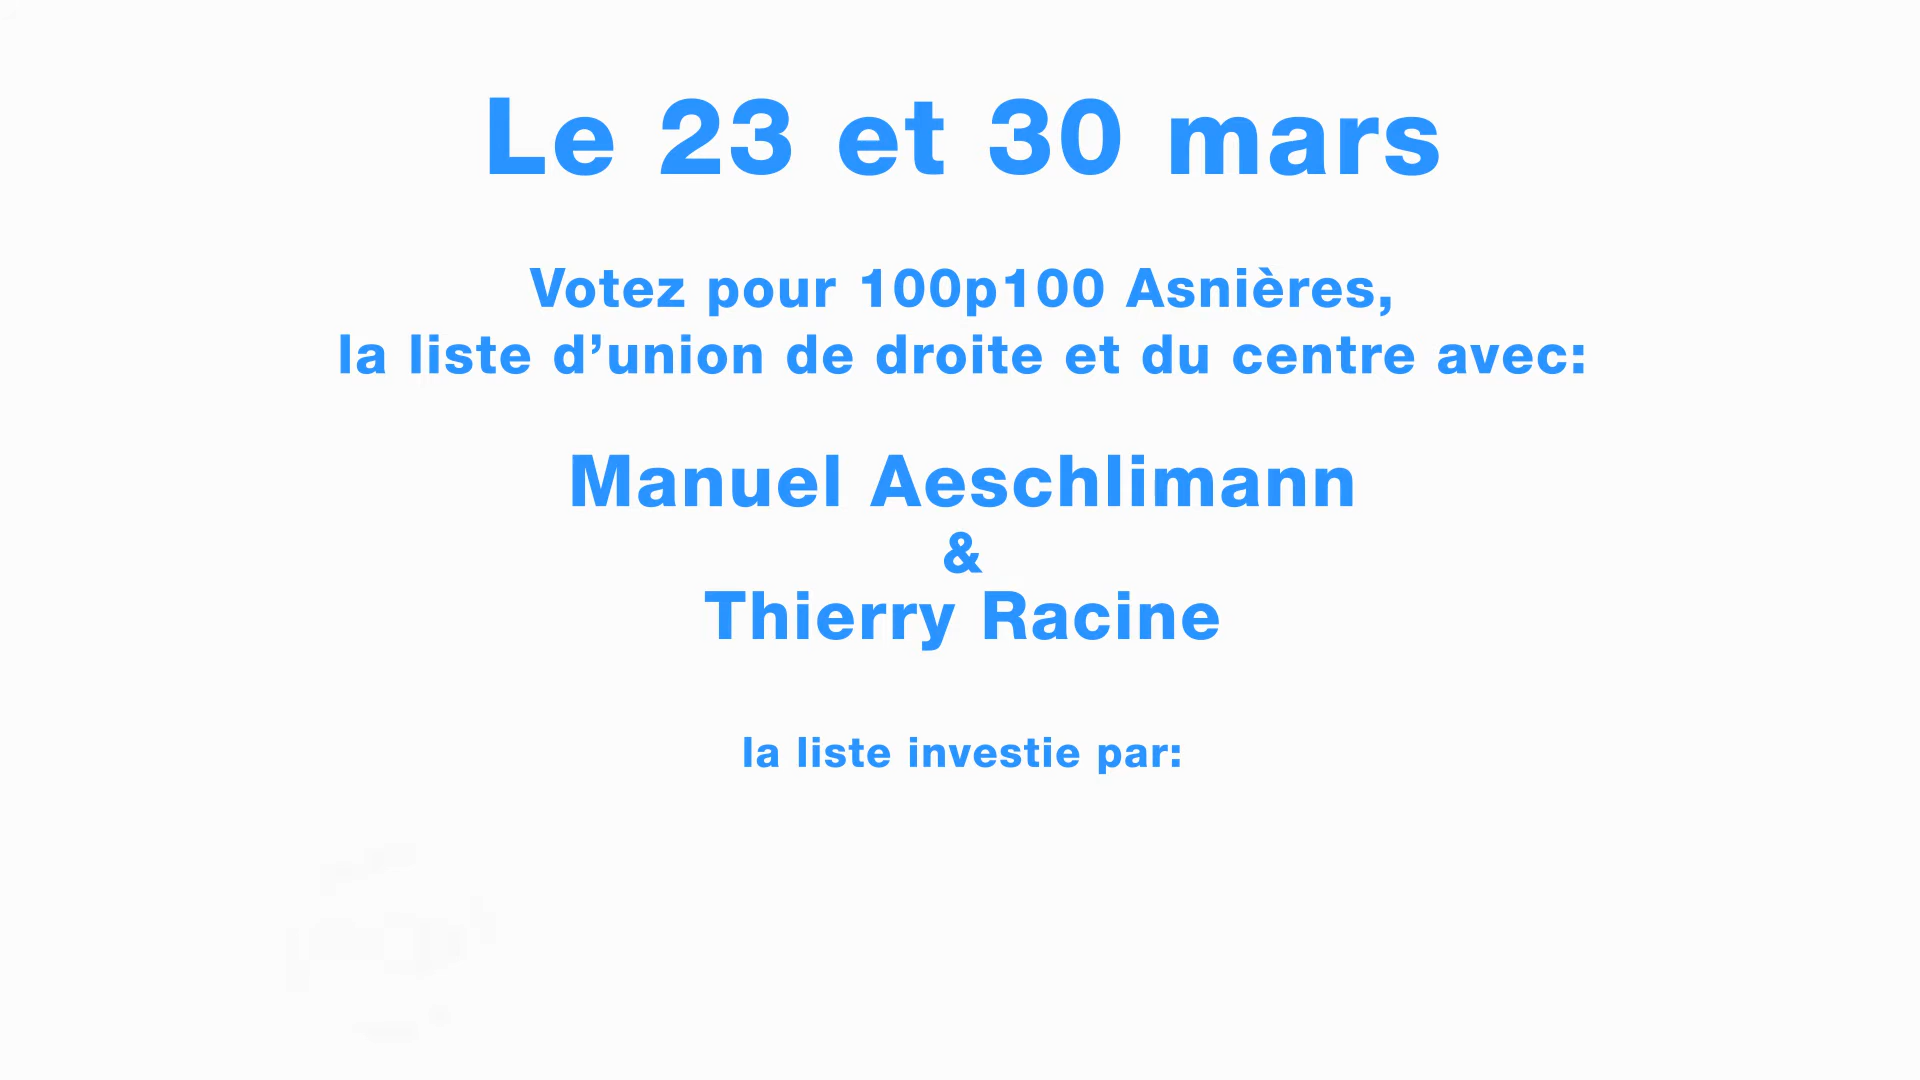 Le 23 et 30 mars
Votez pour 100p100 Asnières,
la liste d’union de droite et du centre avec:
Manuel Aeschlimann
&
Thierry Racine
la liste investie par: